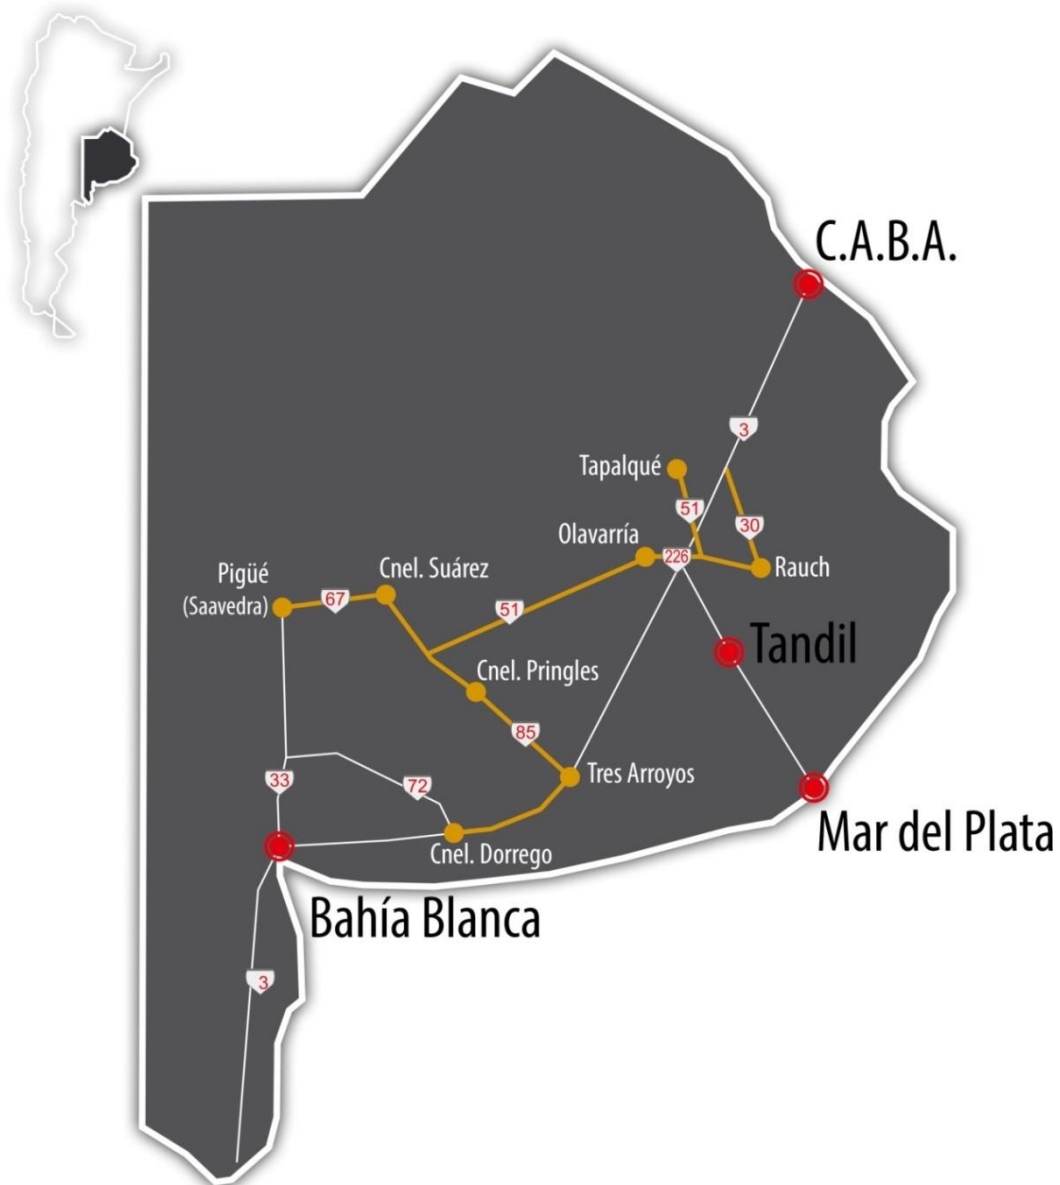 C.A.B.A.
3
Tapalqué
51
30
Olavarría
226
Rauch
Cnel. Suárez
Pigüé
(Saavedra)
67
51
Tandil
Cnel. Pringles
85
Tres Arroyos
33
72
Mar del Plata
Cnel. Dorrego
Bahía Blanca
3